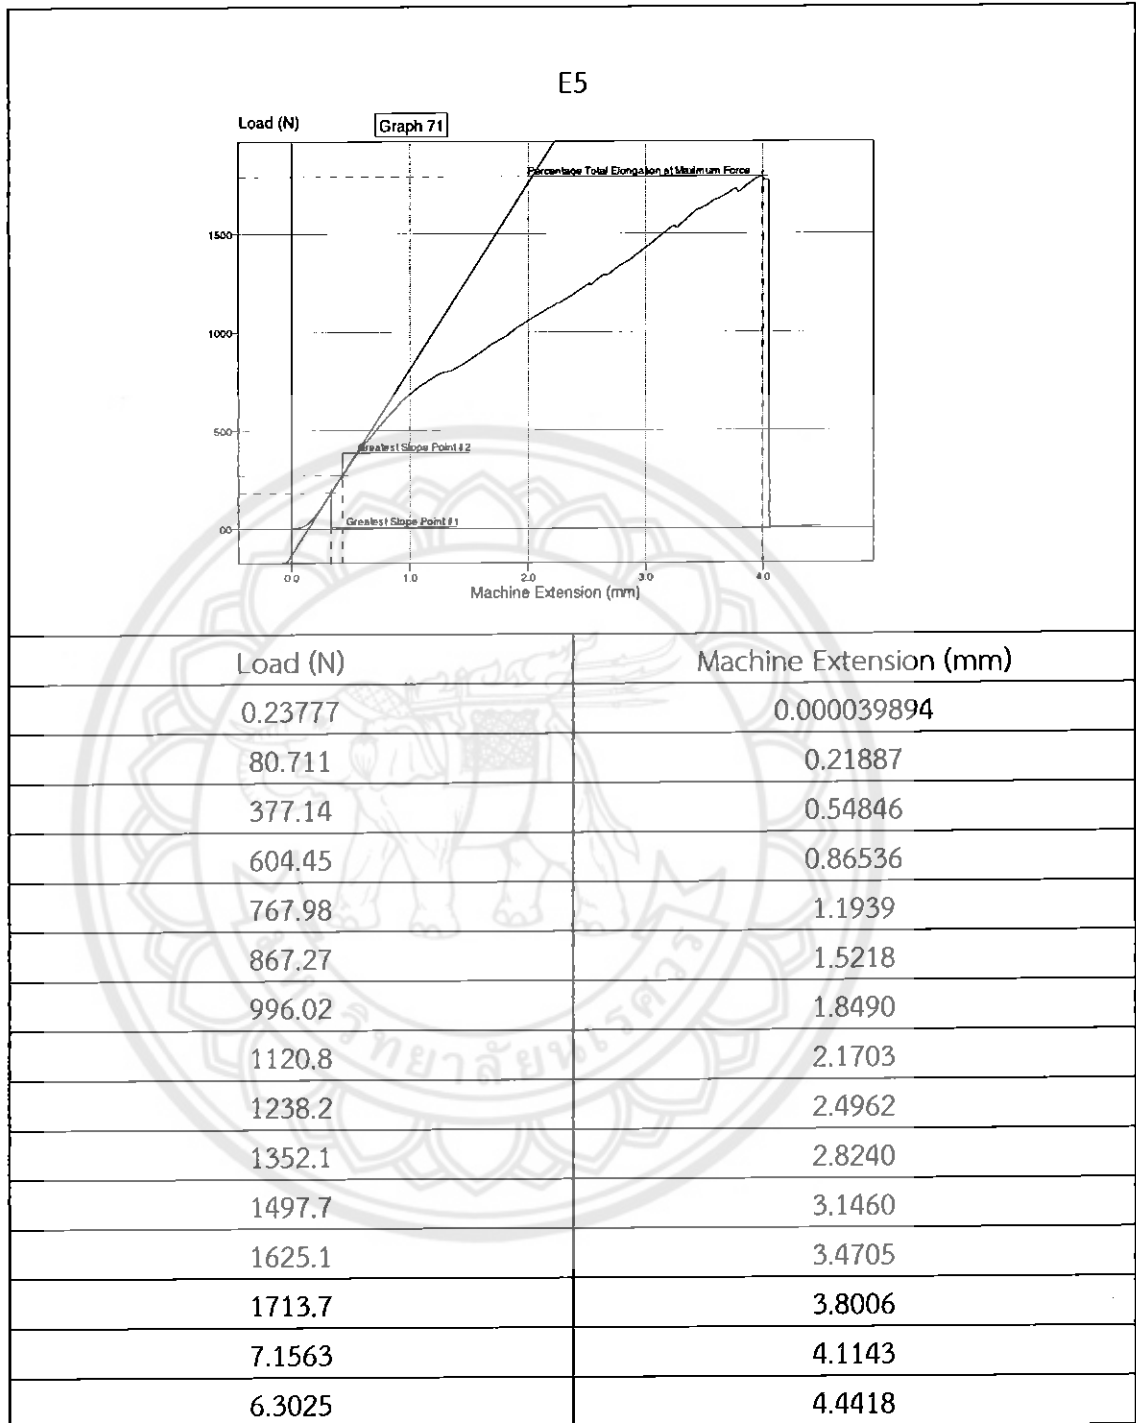 E5
Load (N)
Graph 71
Percentage Total Elongation at Maximum Force
1500
1000
500
Greatest Slope Point #2
Greatest Slope Point #1
00
0.0 1.0 2.0 3.0 4.0
Machine Extension (mm)
Load (N) Machine Extension (mm)
0.23777 0.000039894
80.711 0.21887
377.14 0.54846
604.45 0.86536
767.98 1.1939
867.27 1.5218
996.02 1.8490
1120.8 2.1703
1238.2 2.4962
1352.1 2.8240
1497.7 3.1460
1625.1 3.4705
1713.7 3.8006
7.1563 4.1143
6.3025 4.4418